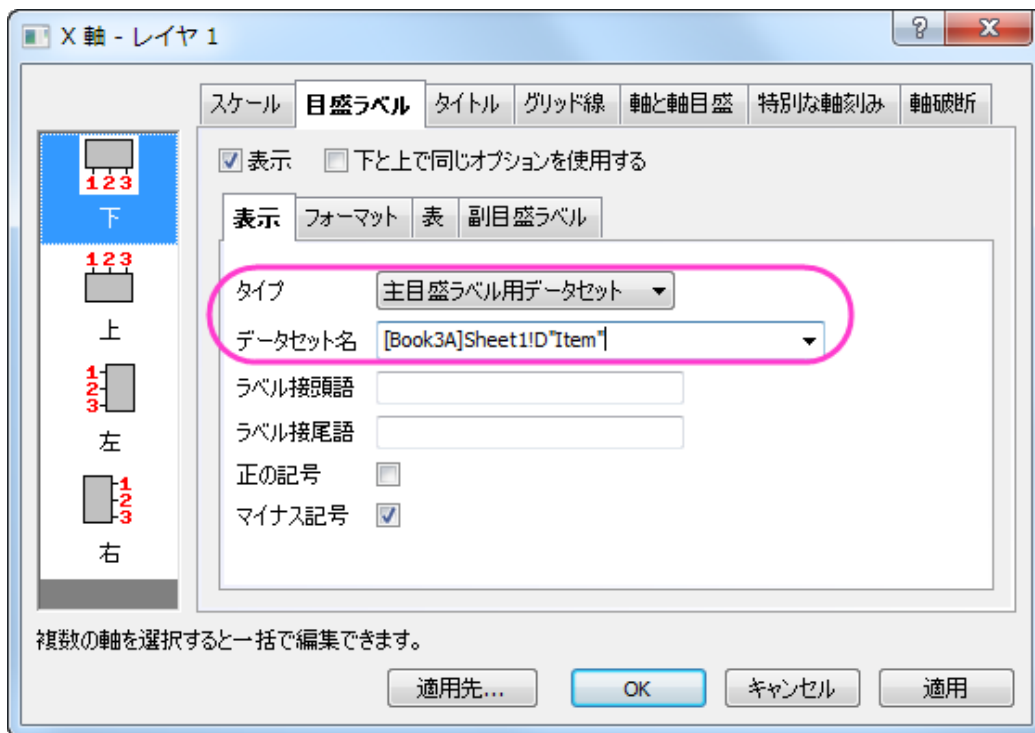 X 軸 - レイヤ 1
?
スケール 目盛ラベル タイトル グリッド線 軸と軸目盛 特別な軸刻み 軸破断
表示 下と上で同じオプションを使用する
表示 フォーマット 表 副目盛ラベル
1 2 3
下
1 2 3
上
1
2
3
左
1
2
3
右
タイプ 主目盛ラベル用データセット
データセット名 [Book3A]Sheet1!D"Item"
ラベル接頭語
ラベル接尾語
正の記号
マイナス記号
複数の軸を選択すると一括で編集できます。
適用先... OK キャンセル 適用